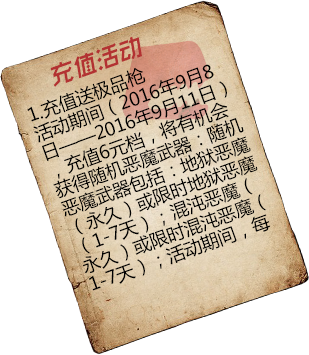 充值活动
1.充值送极品枪
活动期间（2016年9月8
日——2016年9月11日）
，充值6元档，将有机会
获得随机恶魔武器：随机
恶魔武器包括：地狱恶魔
（永久）或限时地狱恶魔
（1-7天）；混沌恶魔（
永久）或限时混沌恶魔（
1-7天）；活动期间，每